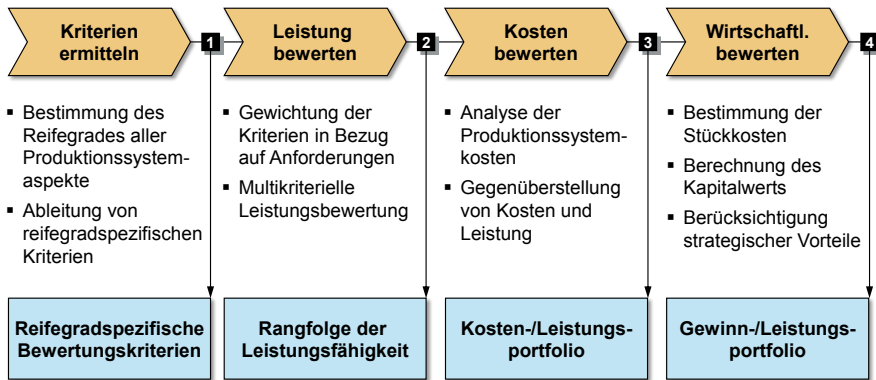 Kriterien
ermitteln
1
Leistung
bewerten
2
Kosten
bewerten
3
Wirtschaftl.
bewerten
4
▪ Bestimmung des
Reifegrades aller
Produktionssystem-
aspekte
▪ Ableitung von
reifegradspezifischen
Kriterien
▪ Gewichtung der
Kriterien in Bezug
auf Anforderungen
▪ Multikriterielle
Leistungsbewertung
▪ Analyse der
Produktionssystem-
kosten
▪ Gegenüberstellung
von Kosten und
Leistung
▪ Bestimmung der
Stückkosten
▪ Berechnung des
Kapitalwerts
▪ Berücksichtigung
strategischer Vorteile
Reifegradspezifische
Bewertungskriterien
Rangfolge der
Leistungsfähigkeit
Kosten-/Leistungs-
portfolio
Gewinn-/Leistungs-
portfolio